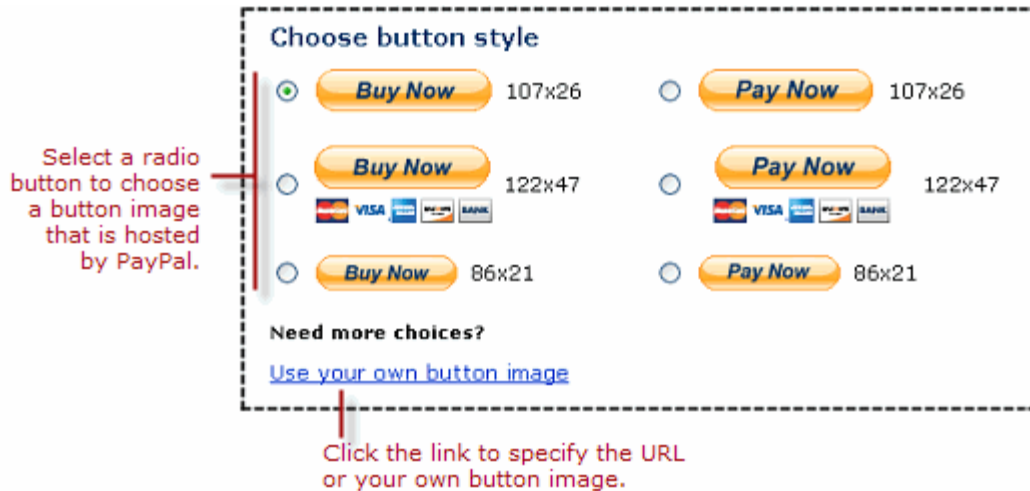 Choose button style
Buy Now 107x26 Pay Now 107x26
Select a radio
button to choose
a button image
that is hosted
by PayPal.
Buy Now 122x47 Pay Now 122x47
VISA BANK VISA BANK
Buy Now 86x21 Pay Now 86x21
Need more choices?
Use your own button image
Click the link to specify the URL
or your own button image.